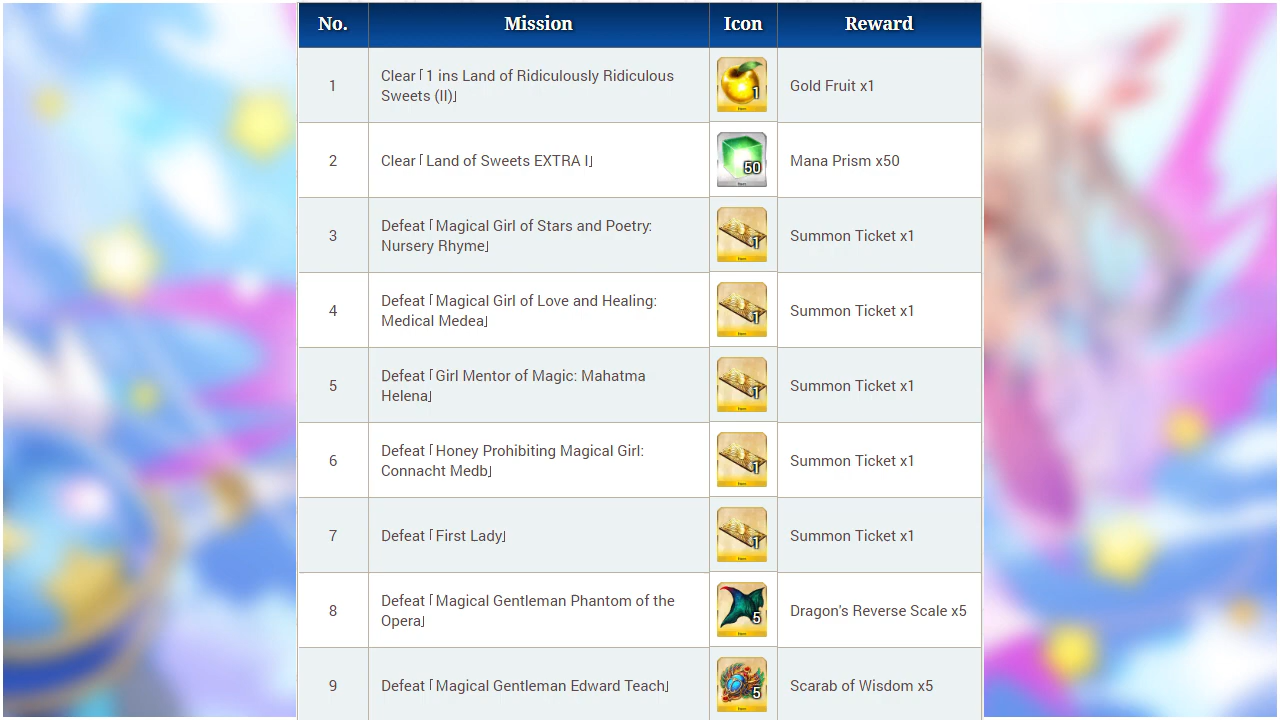 No. Mission Icon Reward
1 Clear「1 ins Land of Ridiculously Ridiculous
Sweets (II)」 1 Gold Fruit x1
2 Clear「Land of Sweets EXTRA I」 50 Mana Prism x50
3 Defeat「Magical Girl of Stars and Poetry:
Nursery Rhyme」 1 Summon Ticket x1
4 Defeat「Magical Girl of Love and Healing:
Medical Medea」 1 Summon Ticket x1
5 Defeat「Girl Mentor of Magic: Mahatma
Helena」 1 Summon Ticket x1
6 Defeat「Honey Prohibiting Magical Girl:
Connacht Medb」 1 Summon Ticket x1
7 Defeat「First Lady」 1 Summon Ticket x1
8 Defeat「Magical Gentleman Phantom of the
Opera」 5 Dragon's Reverse Scale x5
9 Defeat「Magical Gentleman Edward Teach」 5 Scarab of Wisdom x5